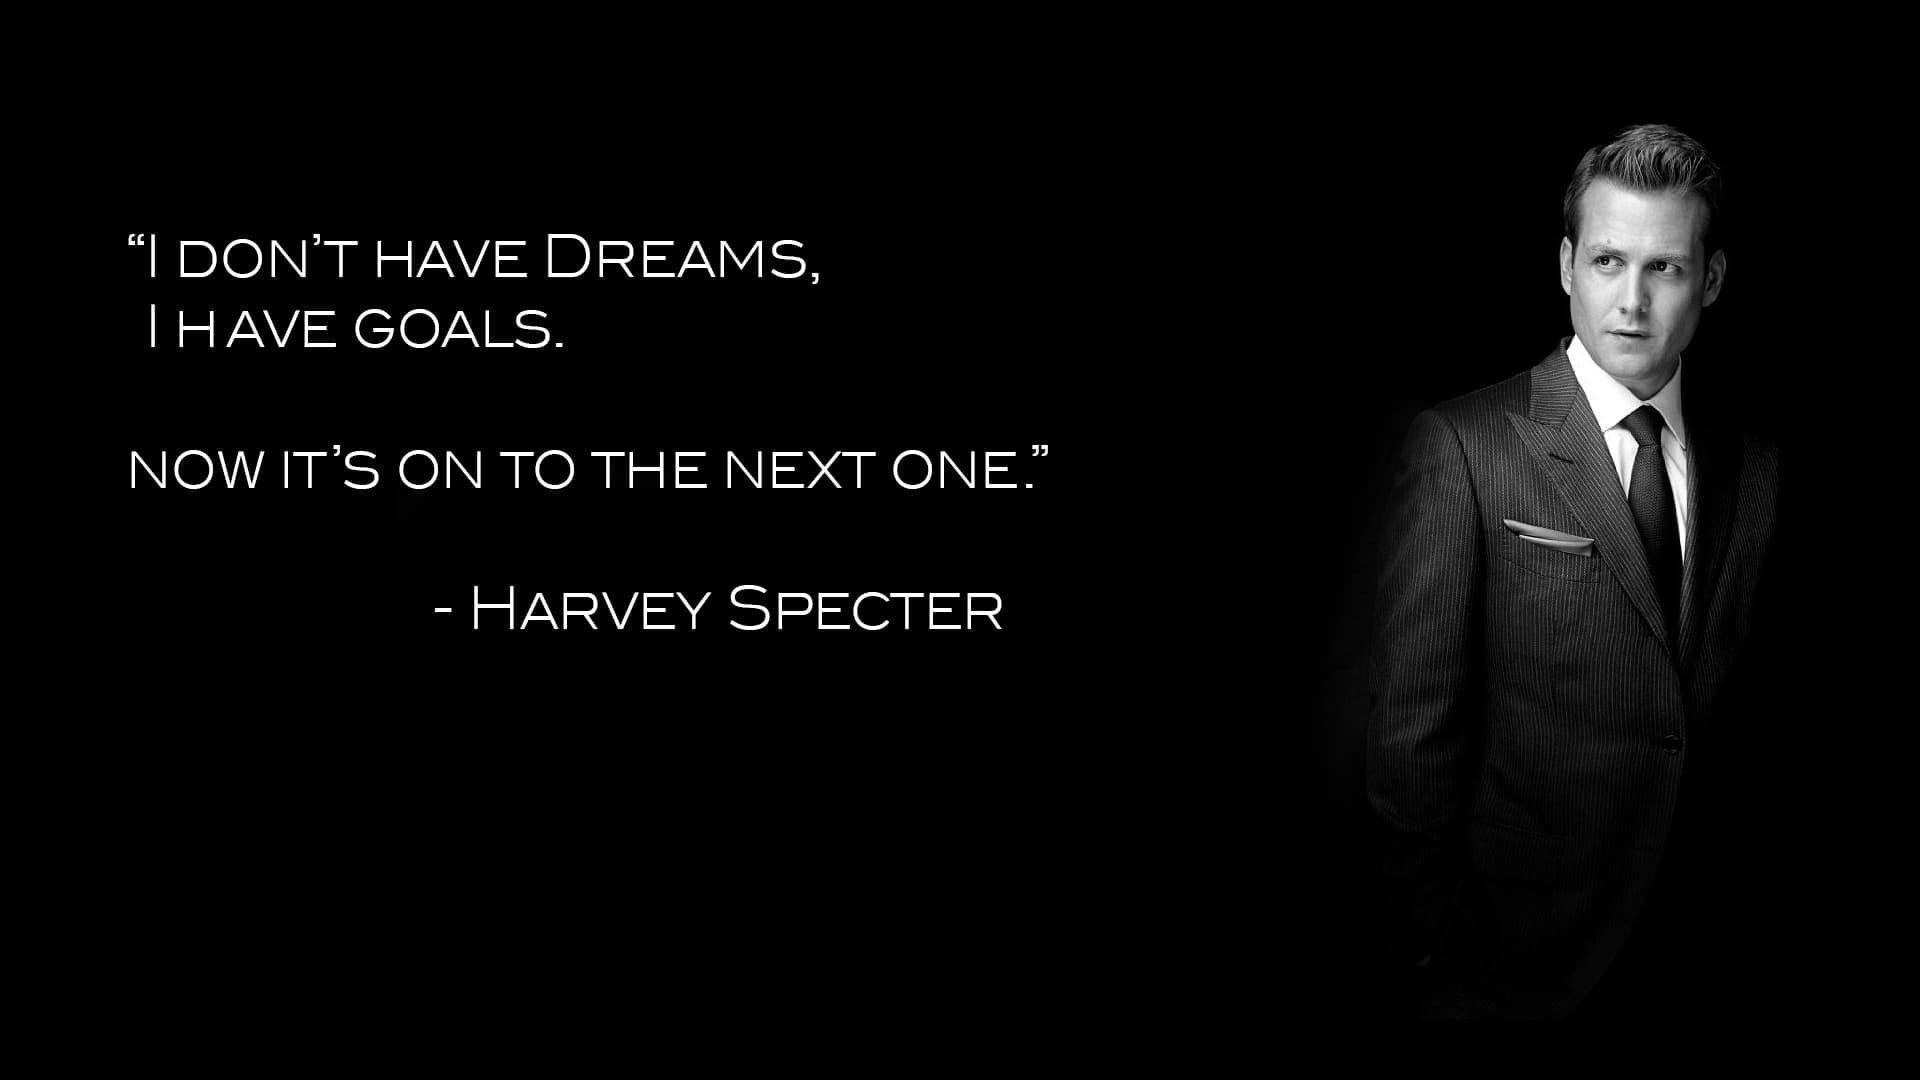 “I DON’T HAVE DREAMS,
I HAVE GOALS.
NOW IT’S ON TO THE NEXT ONE.”
- HARVEY SPECTER